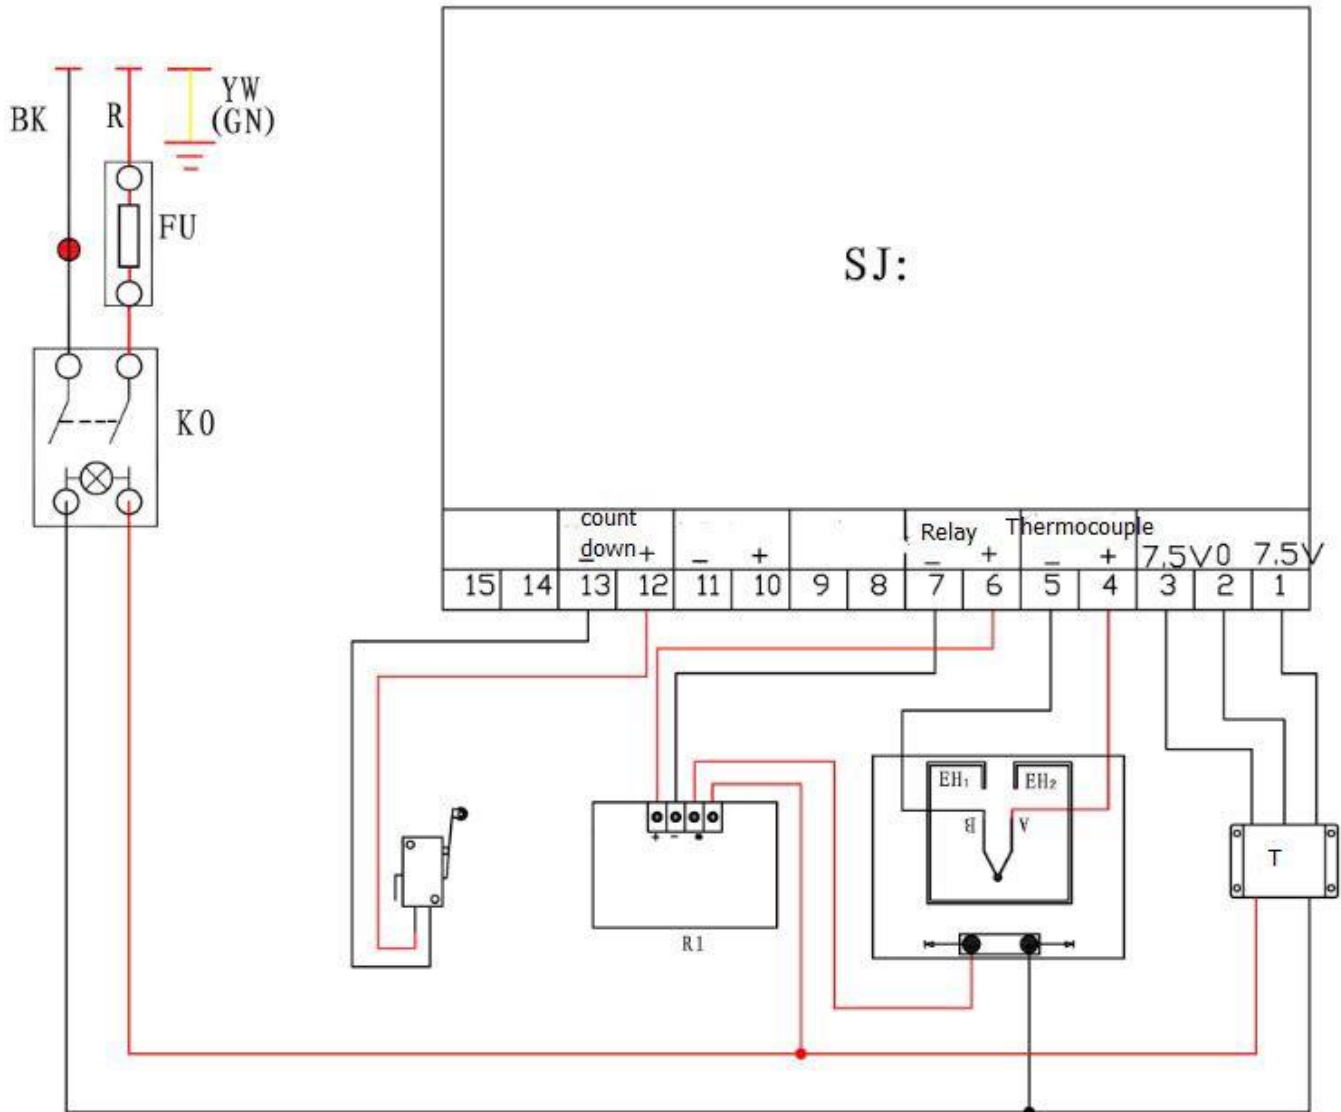 BK
R
YW
(GN)
FU
K0
SJ:
count
down
− +
− +
Relay
− +
Thermocouple
− +
7.5V 0 7.5V
15 14 13 12 11 10 9 8 7 6 5 4 3 2 1
EH1 EH2
B A
T
+ −
R1